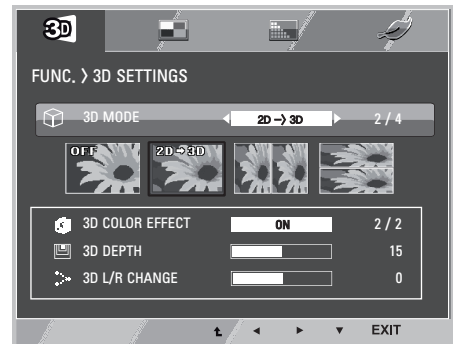 3D
FUNC. > 3D SETTINGS
3D MODE 2D → 3D 2 / 4
OFF 2D→3D
3D COLOR EFFECT ON 2 / 2
3D DEPTH 15
3D L/R CHANGE 0
EXIT